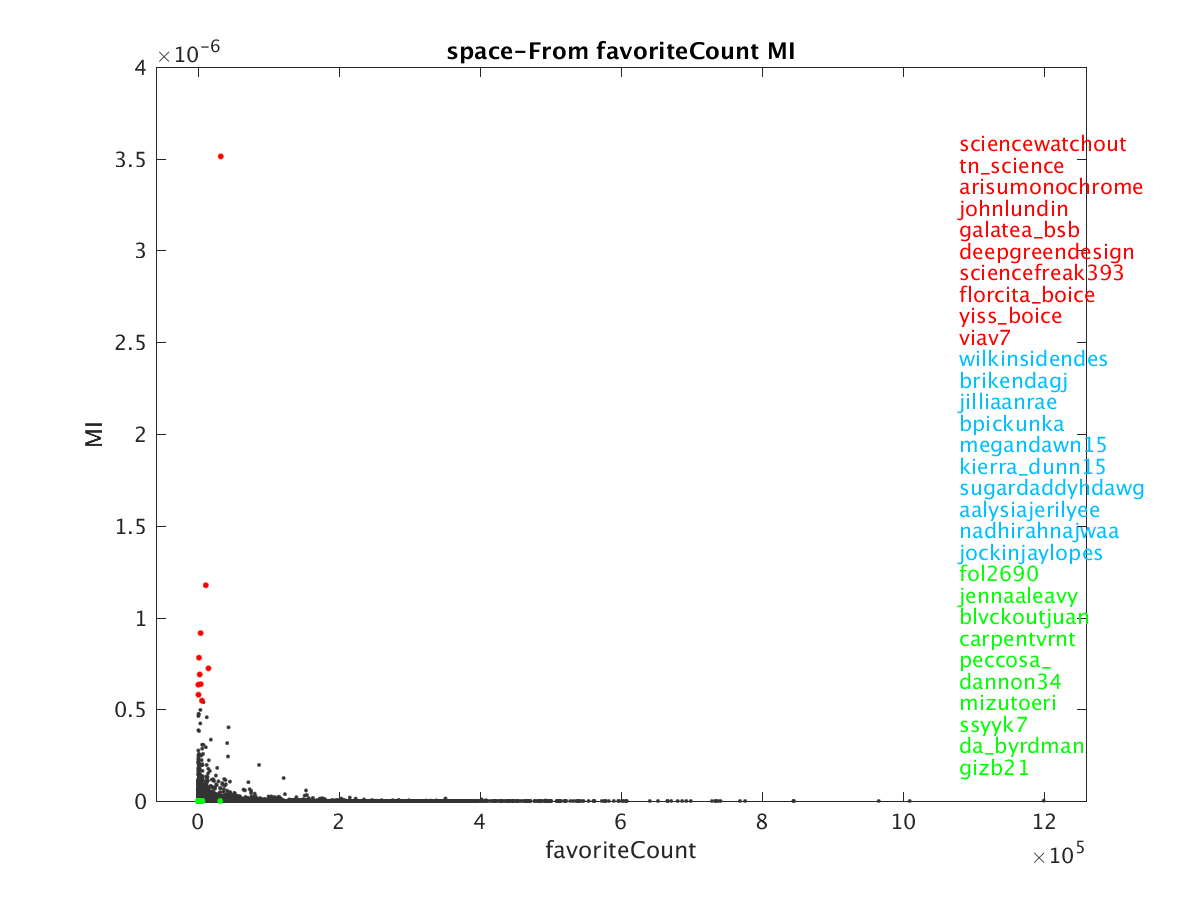 space-From favoriteCount MI
×10^-6
4
3.5
3
2.5
2
1.5
1
0.5
0
MI
sciencewatchout
tn_science
arisumonochrome
johnlundin
galatea_bsb
deepgreendesign
sciencefreak393
florcita_boice
yiss_boice
viav7
wilkinsidendes
brikendagj
jilliaanrae
bpickunka
megandawn15
kierra_dunn15
sugardaddyhdawg
aalysiajerilyee
nadhirahnajwaa
jockinjaylopes
fol2690
jennaaleavy
blvckoutjuan
carpentvrnt
peccosa_
dannon34
mizutoeri
ssyyk7
da_byrdman
gizb21
0 2 4 6 8 10 12
favoriteCount
×10^5